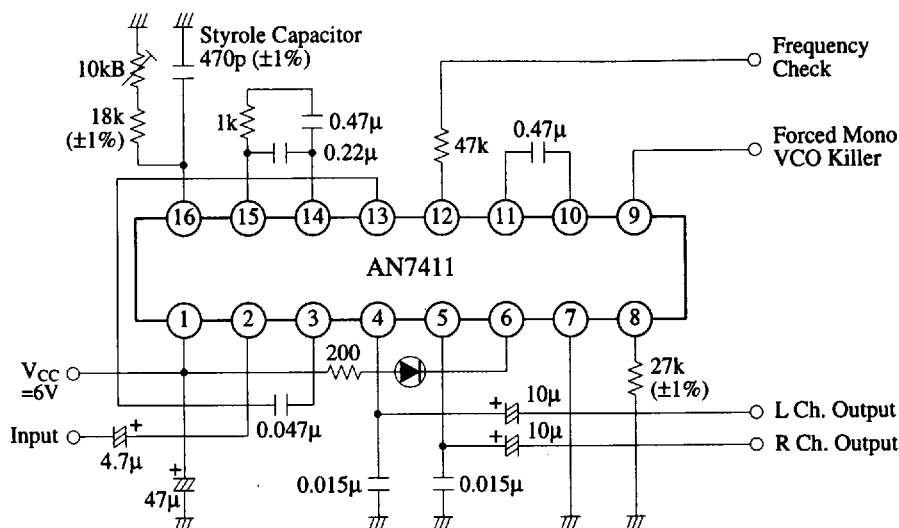 Styrole Capacitor
470p (±1%)
10kB
18k
(±1%)
1k
0.47μ
0.22μ
47k
0.47μ
Frequency
Check
Forced Mono
VCO Killer
16
15
14
13
12
11
10
9
AN7411
1
2
3
4
5
6
7
8
VCC
=6V
200
27k
(±1%)
0.047μ
10μ
L Ch. Output
Input
+
4.7μ
+
10μ
R Ch. Output
+
+
47μ
0.015μ
0.015μ